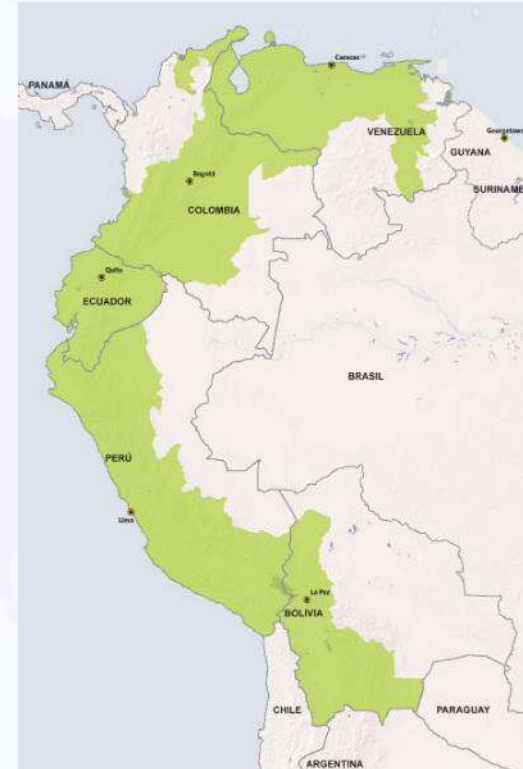 Caracas
PANAMÁ
VENEZUELA
Georgetown
GUYANA
Bogotá
SURINAME
COLOMBIA
Quito
ECUADOR
BRASIL
PERÚ
Lima
La Paz
BOLIVIA
CHILE
PARAGUAY
ARGENTINA